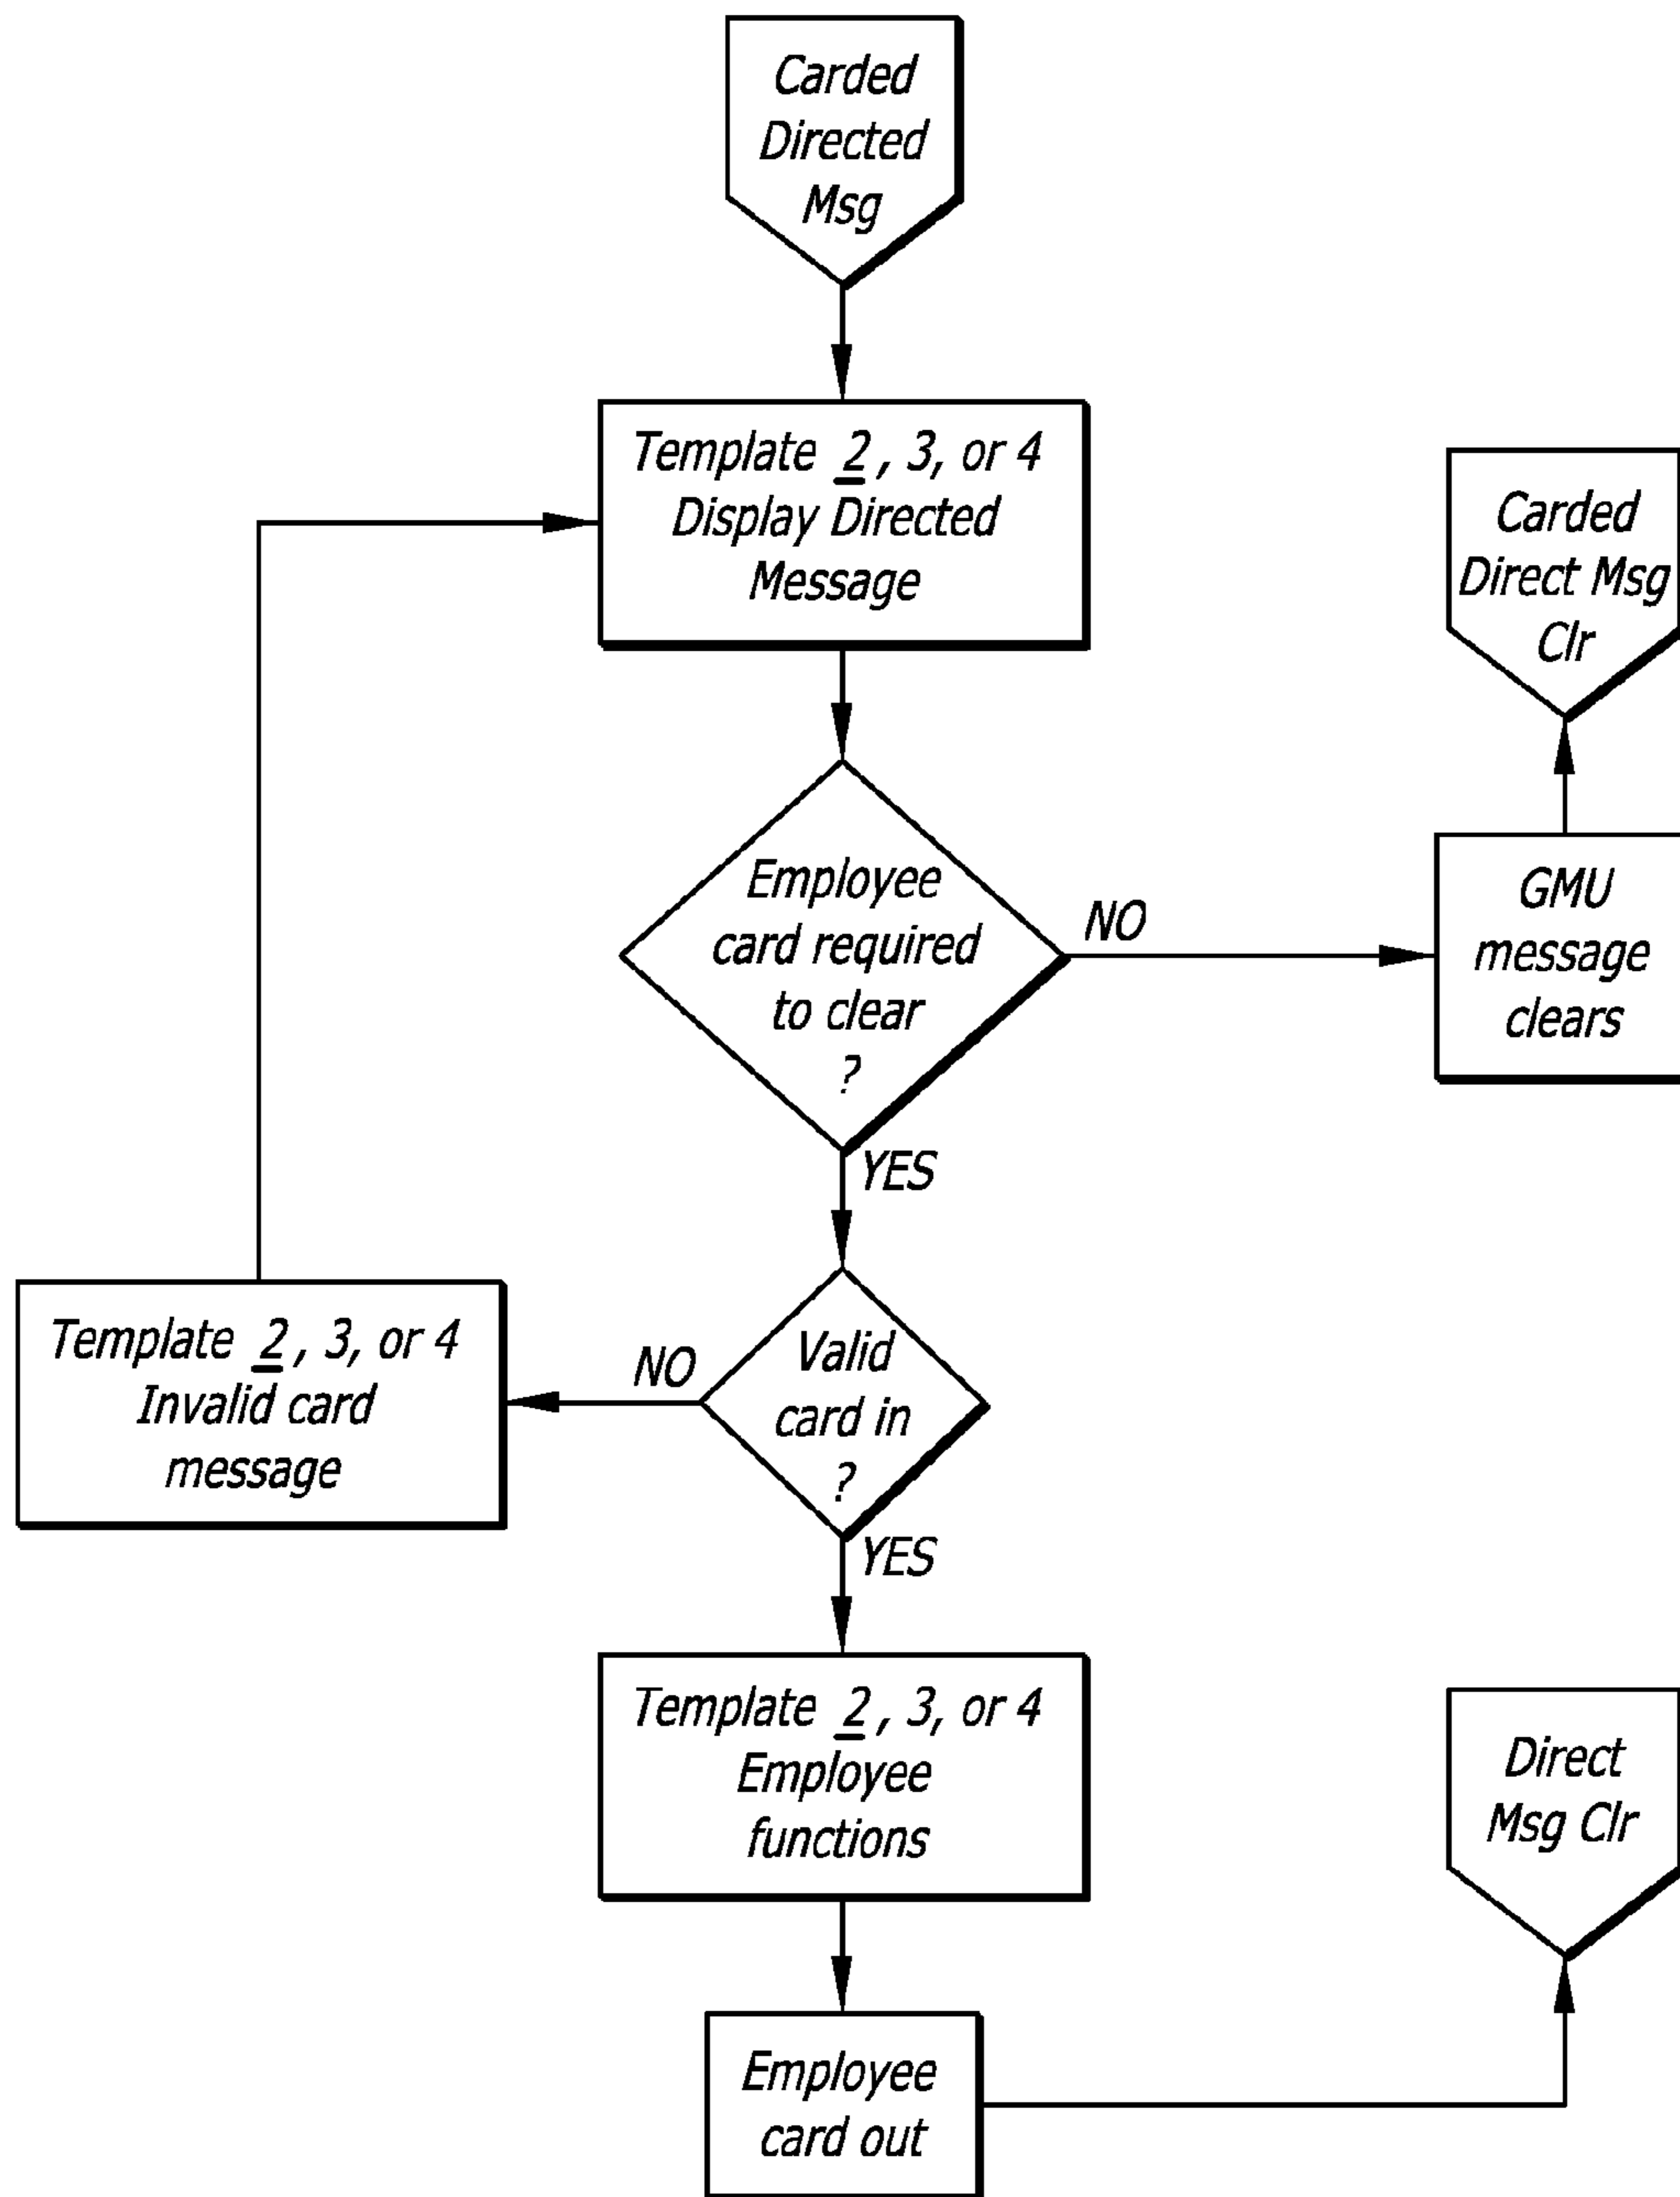 Carded
Directed
Msg
Template 2, 3, or 4
Display Directed
Message
Carded
Direct Msg
Clr
Employee
card required
to clear
?
NO
GMU
message
clears
YES
Template 2, 3, or 4
Invalid card
message
NO
Valid
card in
?
YES
Template 2, 3, or 4
Employee
functions
Direct
Msg Clr
Employee
card out